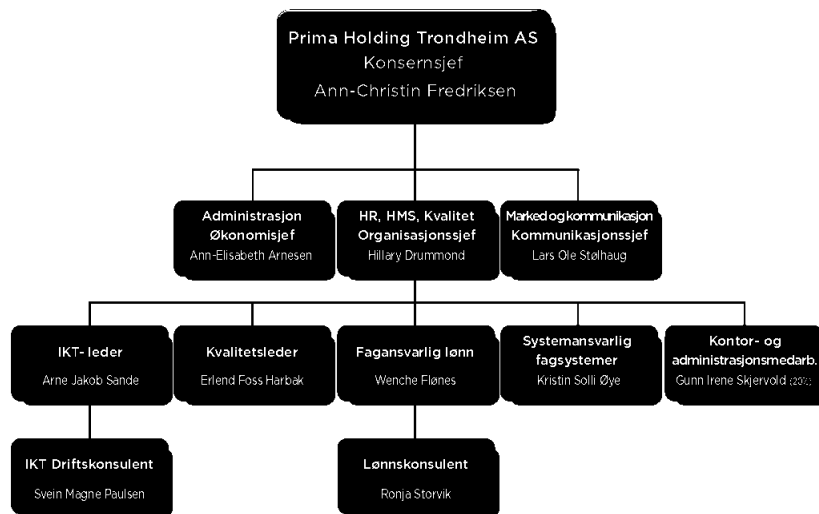 Prima Holding Trondheim AS
Konsernsjef
Ann-Christin Fredriksen
Administrasjon
Økonomisjef
Ann-Elisabeth Arnesen
HR, HMS, Kvalitet
Organisasjonssjef
Hillary Drummond
Marked og kommunikasjon
Kommunikasjonssjef
Lars Ole Stølhaug
IKT- leder
Arne Jakob Sande
Kvalitetsleder
Erlend Foss Harbak
Fagansvarlig lønn
Wenche Flønes
Systemansvarlig
fagsystemer
Kristin Solli Øye
Kontor- og
administrasjonsmedarb.
Gunn Irene Skjervold (20%)
IKT Driftskonsulent
Svein Magne Paulsen
Lønnskonsulent
Ronja Storvik